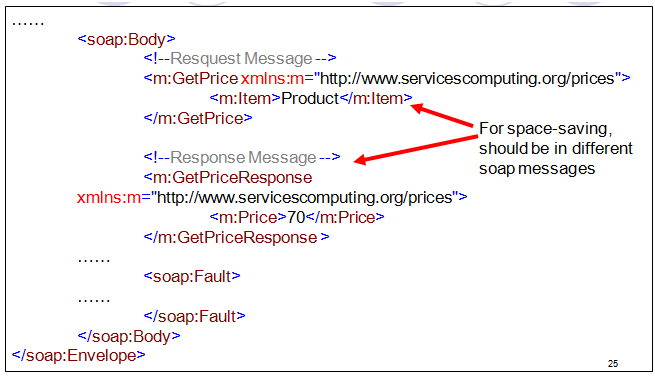 ……
<soap:Body>
<!--Resquest Message -->
<m:GetPrice xmlns:m="http://www.servicescomputing.org/prices">
<m:Item>Product</m:Item>
</m:GetPrice>
For space-saving,
should be in different
soap messages
<!--Response Message -->
<m:GetPriceResponse
xmlns:m="http://www.servicescomputing.org/prices">
<m:Price>70</m:Price>
</m:GetPriceResponse >
……
<soap:Fault>
……
</soap:Fault>
</soap:Body>
</soap:Envelope>
25